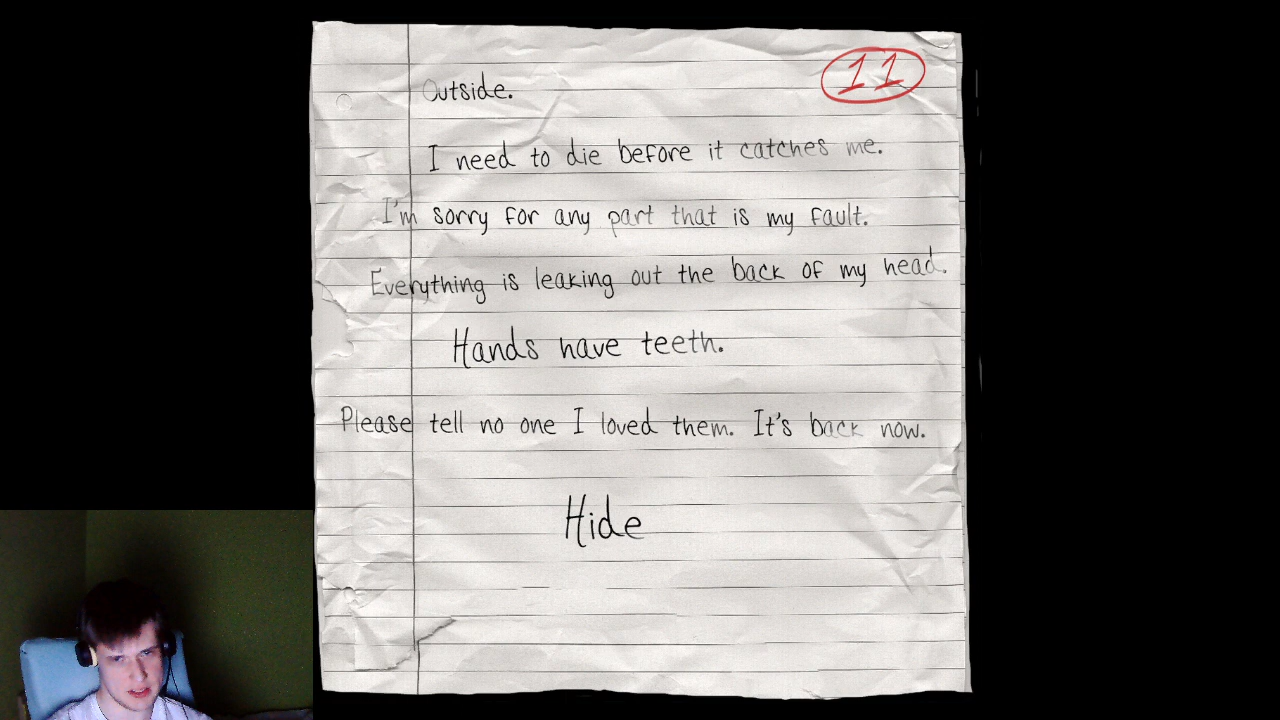 11
Outside.
I need to die before it catches me.
I'm sorry for any part that is my fault.
Everything is leaking out the back of my head.
Hands have teeth.
Please tell no one I loved them. It's back now.
Hide